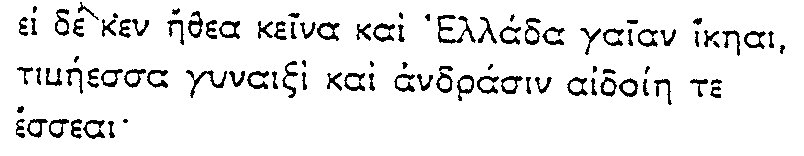 εἰ δέ κεν ἤθεα κεῖνα καὶ Ἑλλάδα γαῖαν ἵκηαι,
τιμήεσσα γυναιξὶ καὶ ἀνδράσιν αἰδοίη τε
ἔσσεαι·